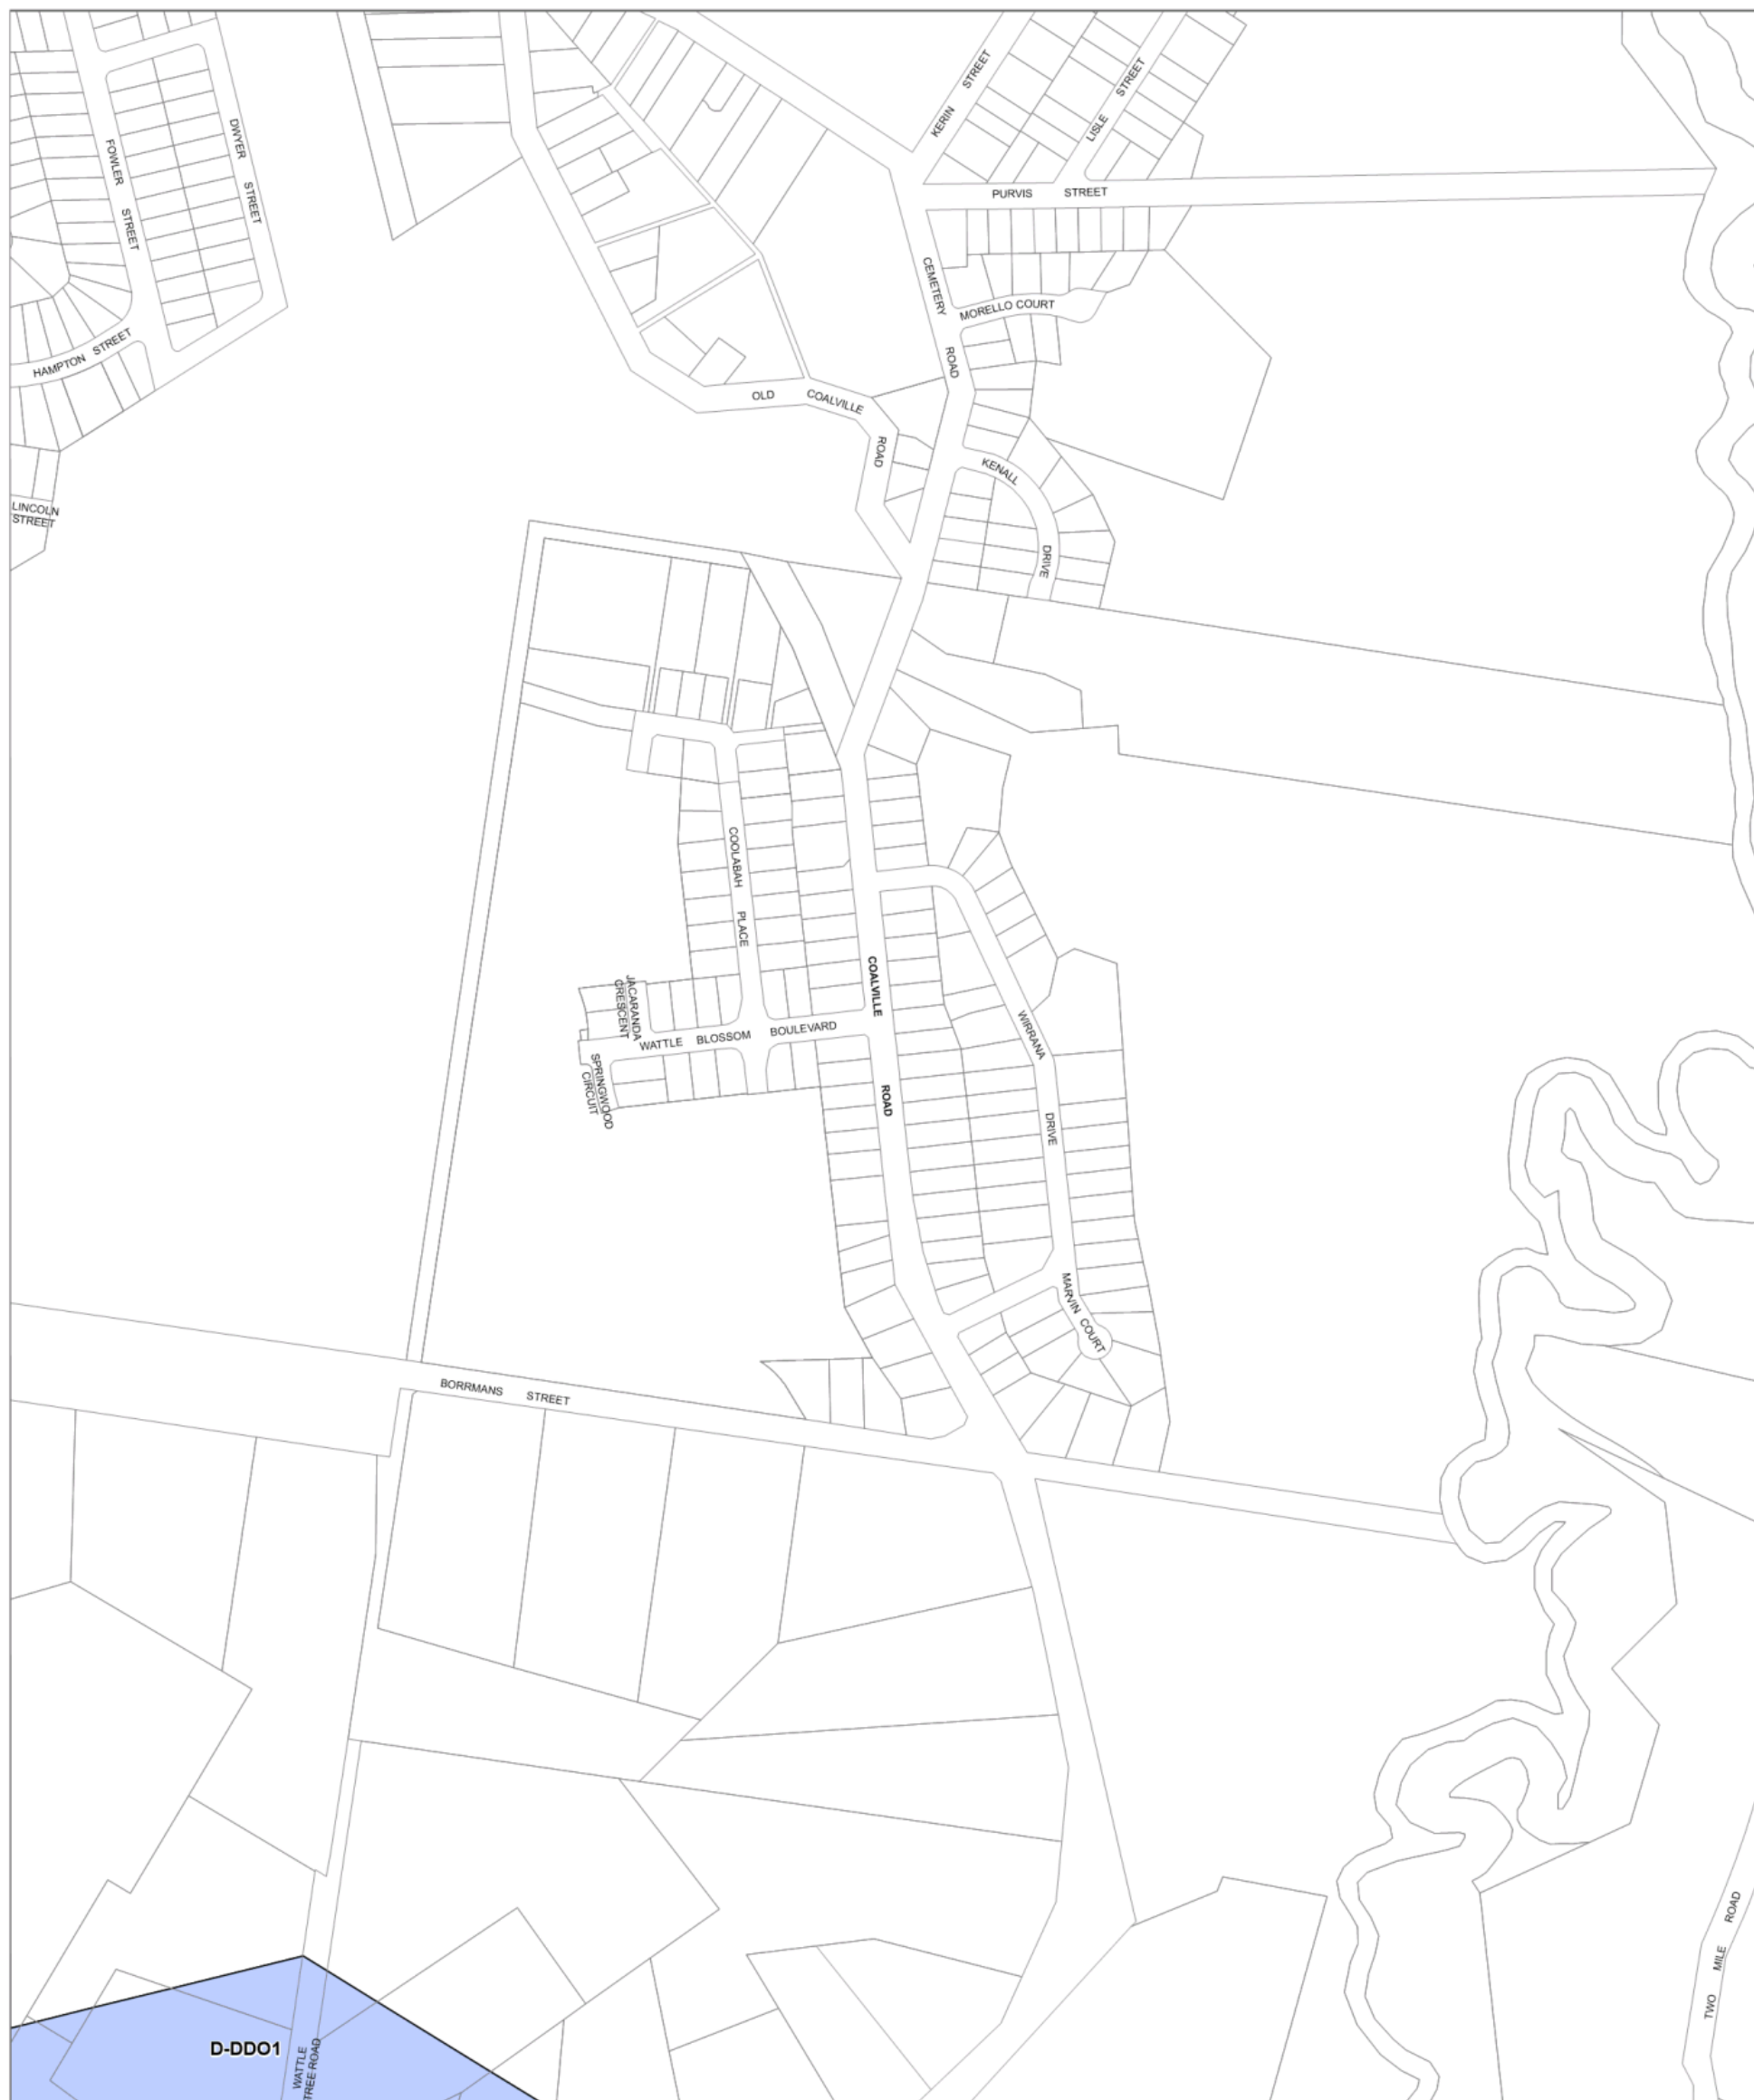 KERIN STREET
LISLE STREET
FOWLER STREET
DWYER STREET
PURVIS STREET
CEMETERY ROAD
MORELLO COURT
HAMPTON STREET
OLD COALVILLE ROAD
KENALL DRIVE
LINCOLN
STREET
COOLABAH PLACE
COALVILLE ROAD
JACARANDA
CRESCENT
WATTLE BLOSSOM BOULEVARD
WIRRANA DRIVE
SPRINGWOOD
CIRCUIT
MARVIN COURT
BORRMANS STREET
TWO MILE ROAD
D-DDO1
WATTLE
TREE ROAD